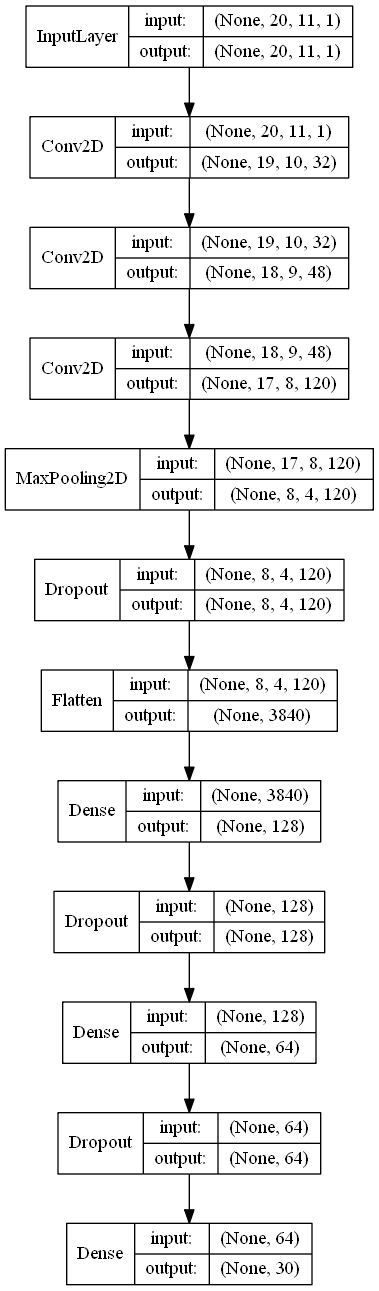 InputLayer
input: (None, 20, 11, 1)
output: (None, 20, 11, 1)
Conv2D
input: (None, 20, 11, 1)
output: (None, 19, 10, 32)
Conv2D
input: (None, 19, 10, 32)
output: (None, 18, 9, 48)
Conv2D
input: (None, 18, 9, 48)
output: (None, 17, 8, 120)
MaxPooling2D
input: (None, 17, 8, 120)
output: (None, 8, 4, 120)
Dropout
input: (None, 8, 4, 120)
output: (None, 8, 4, 120)
Flatten
input: (None, 8, 4, 120)
output: (None, 3840)
Dense
input: (None, 3840)
output: (None, 128)
Dropout
input: (None, 128)
output: (None, 128)
Dense
input: (None, 128)
output: (None, 64)
Dropout
input: (None, 64)
output: (None, 64)
Dense
input: (None, 64)
output: (None, 30)